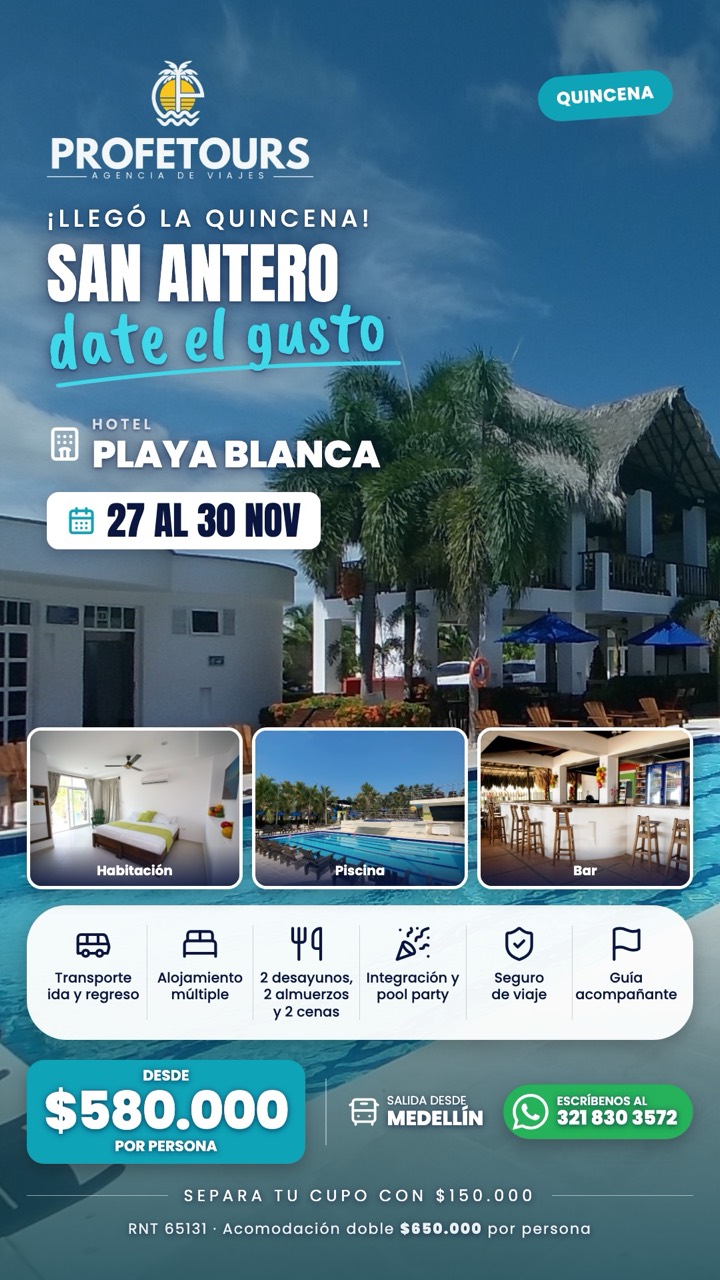 QUINCENA
PROFETOURS
AGENCIA DE VIAJES
¡LLEGÓ LA QUINCENA!
SAN ANTERO
date el gusto
HOTEL
PLAYA BLANCA
27 AL 30 NOV
Habitación
Piscina
Bar
Transporte
ida y regreso
Alojamiento
múltiple
2 desayunos,
2 almuerzos
y 2 cenas
Integración y
pool party
Seguro
de viaje
Guía
acompañante
DESDE
$580.000
POR PERSONA
SALIDA DESDE
MEDELLÍN
ESCRÍBENOS AL
321 830 3572
SEPARA TU CUPO CON $150.000
RNT 65131 · Acomodación doble $650.000 por persona